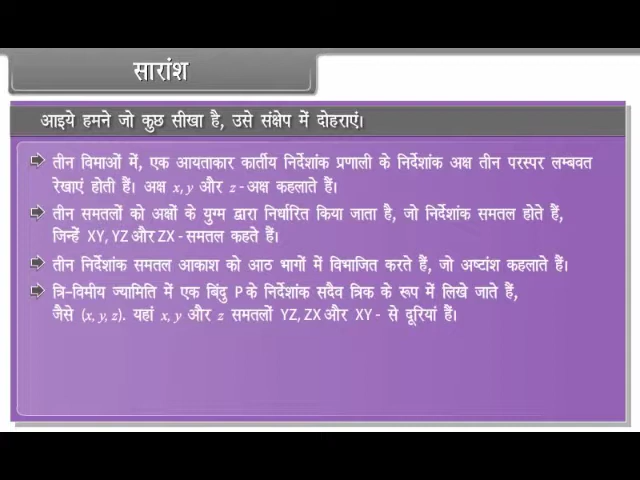 सारांश
आइये हमने जो कुछ सीखा है, उसे संक्षेप में दोहराएं।
तीन विमाओं में, एक आयताकार कार्तीय निर्देशांक प्रणाली के निर्देशांक अक्ष तीन परस्पर लम्बवत
रेखाएं होती हैं। अक्ष x, y और z - अक्ष कहलाते हैं।
तीन समतलों को अक्षों के युग्म द्वारा निर्धारित किया जाता है, जो निर्देशांक समतल होते हैं,
जिन्हें XY, YZ और ZX - समतल कहते हैं।
तीन निर्देशांक समतल आकाश को आठ भागों में विभाजित करते हैं, जो अष्टांश कहलाते हैं।
त्रि–विमीय ज्यामिति में एक बिंदु P के निर्देशांक सदैव त्रिक के रूप में लिखे जाते हैं,
जैसे (x, y, z). यहां x, y और z समतलों YZ, ZX और XY - से दूरियां हैं।